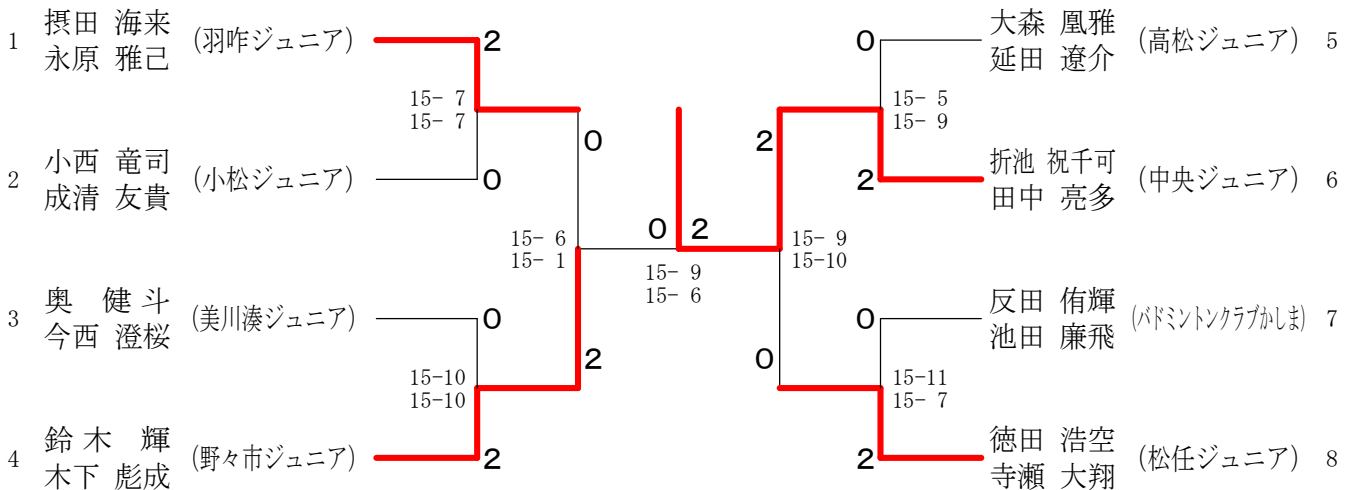 1 摂田 海来 (羽咋ジュニア) 2
永原 雅己
15- 7
15- 7
2 小西 竜司 (小松ジュニア) 0
成清 友貴
0
15- 6
15- 1
3 奥 健斗 (美川湊ジュニア) 0
今西 澄桜
2
15-10
15-10
4 鈴木 輝 (野々市ジュニア) 2
木下 彪成
0 2
15- 9
15- 6
0 大森 凰雅 (高松ジュニア) 5
延田 遼介
15- 5
15- 9
2
2 折池 祝千可 (中央ジュニア) 6
田中 亮多
15- 9
15-10
0 反田 侑輝 (バドミントンクラブかしま) 7
池田 廉飛
0
15-11
15- 7
2 徳田 浩空 (松任ジュニア) 8
寺瀬 大翔